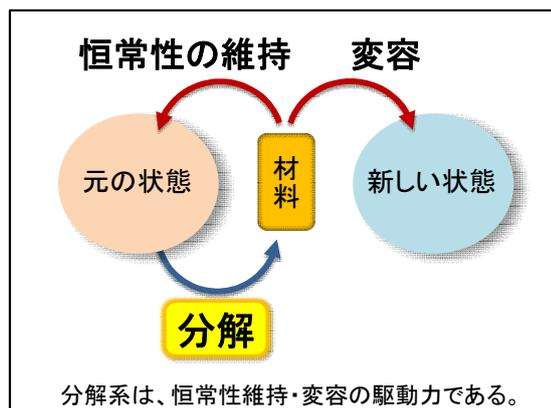 恒常性の維持 変容
元の状態
材料
新しい状態
分解
分解系は、恒常性維持・変容の駆動力である。